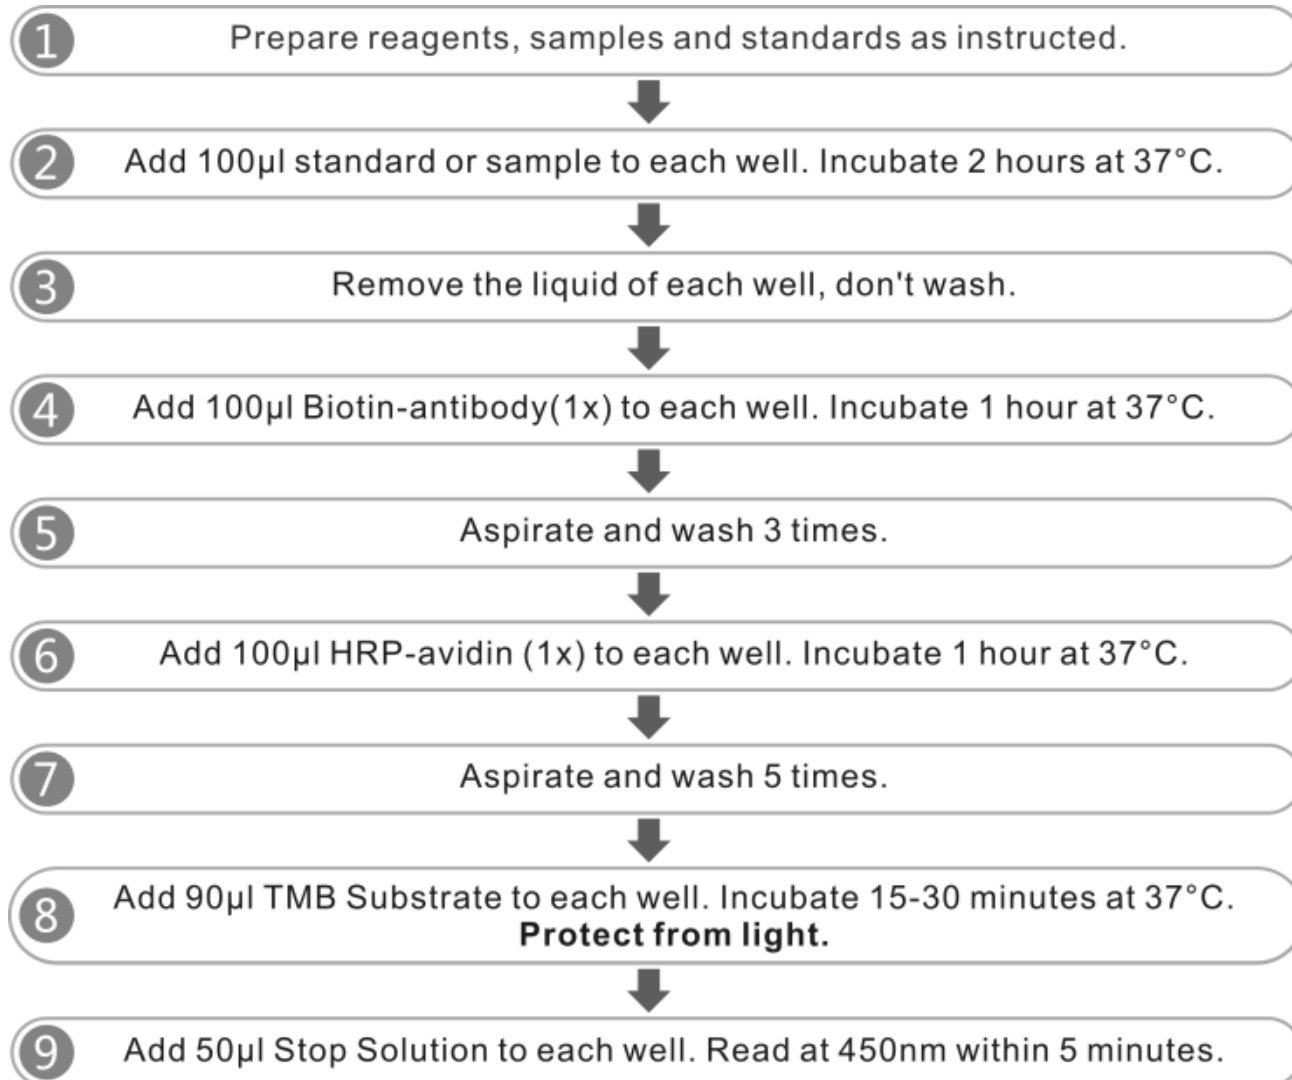 1 Prepare reagents, samples and standards as instructed.
2 Add 100µl standard or sample to each well. Incubate 2 hours at 37°C.
3 Remove the liquid of each well, don't wash.
4 Add 100µl Biotin-antibody(1x) to each well. Incubate 1 hour at 37°C.
5 Aspirate and wash 3 times.
6 Add 100µl HRP-avidin (1x) to each well. Incubate 1 hour at 37°C.
7 Aspirate and wash 5 times.
8 Add 90µl TMB Substrate to each well. Incubate 15-30 minutes at 37°C.
Protect from light.
9 Add 50µl Stop Solution to each well. Read at 450nm within 5 minutes.